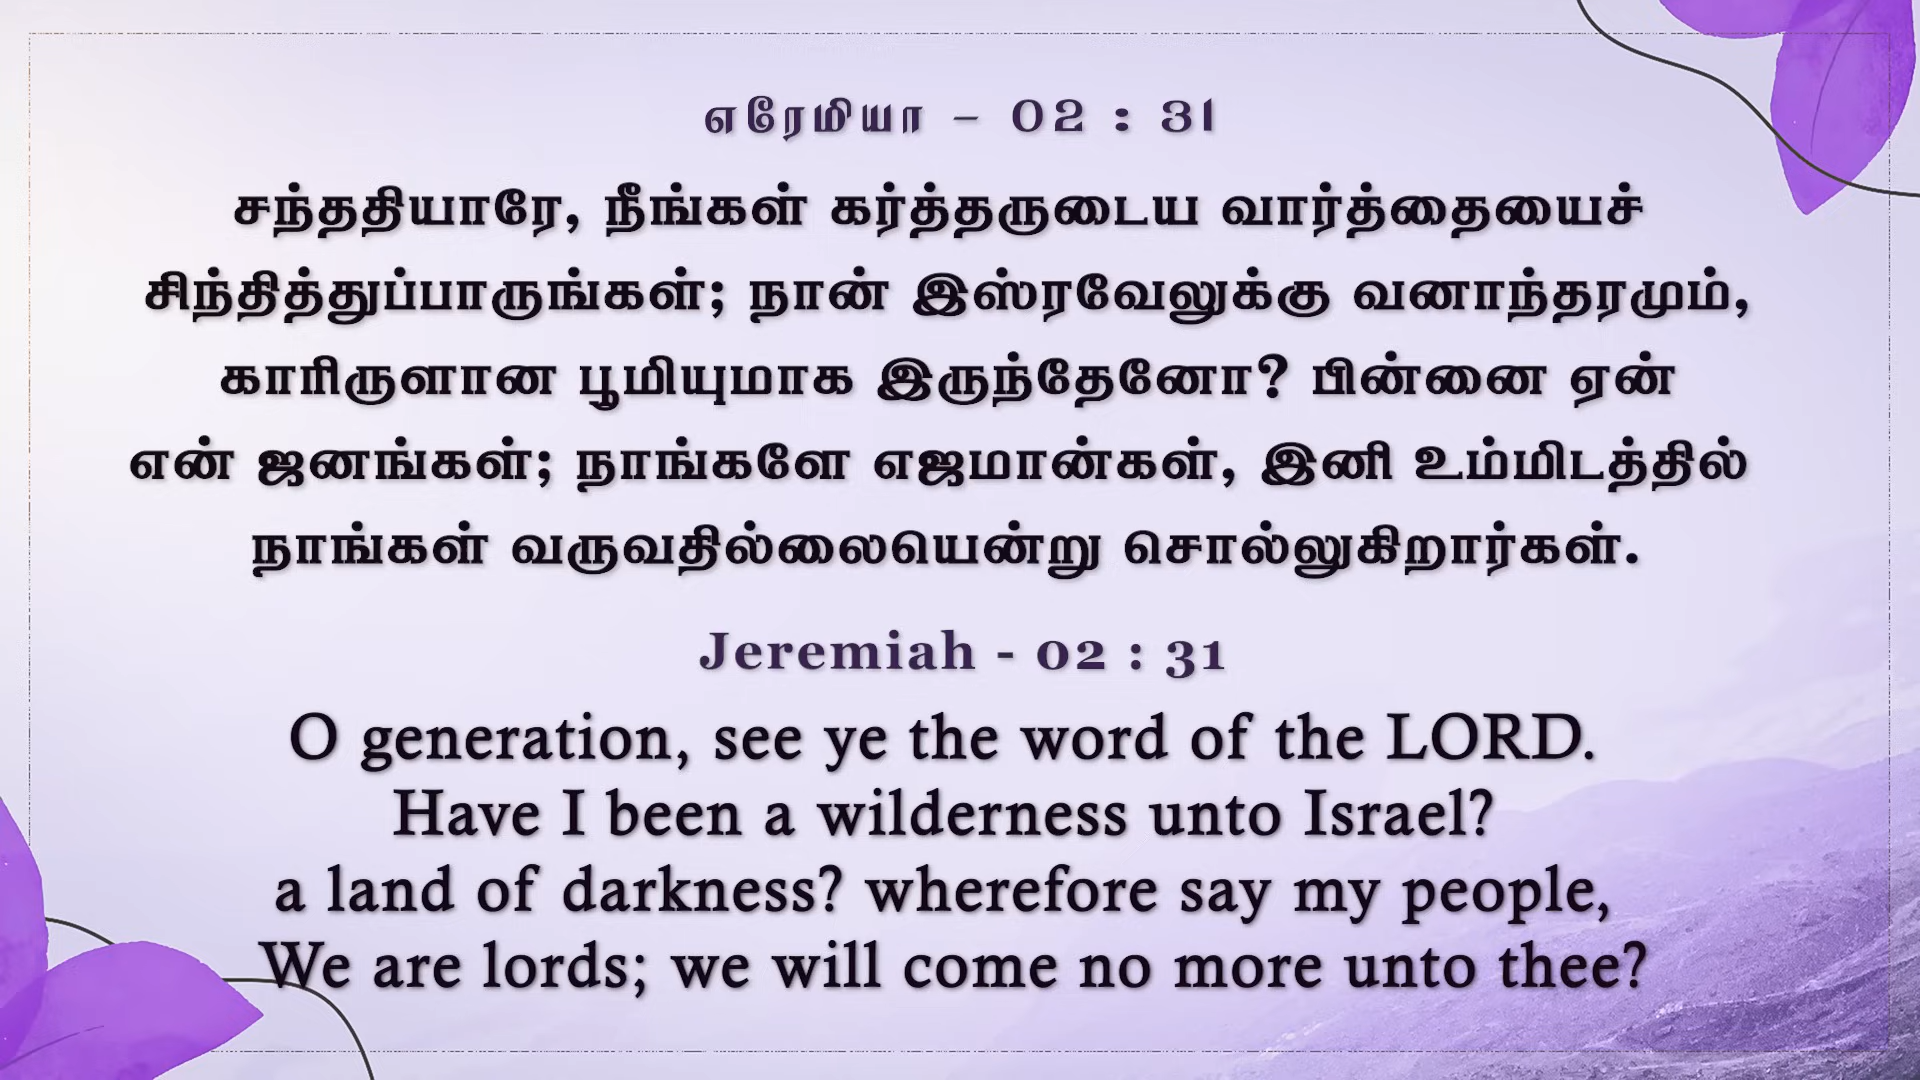 எரேமியா - 02 : 31
சந்ததியாரே, நீங்கள் கர்த்தருடைய வார்த்தையைச்
சிந்தித்துப்பாருங்கள்; நான் இஸ்ரவேலுக்கு வனாந்தரமும்,
காரிருளான பூமியுமாக இருந்தேனோ? பின்னை ஏன்
என் ஜனங்கள்; நாங்களே எஜமான்கள், இனி உம்மிடத்தில்
நாங்கள் வருவதில்லையென்று சொல்லுகிறார்கள்.
Jeremiah - 02 : 31
O generation, see ye the word of the LORD.
Have I been a wilderness unto Israel?
a land of darkness? wherefore say my people,
We are lords; we will come no more unto thee?